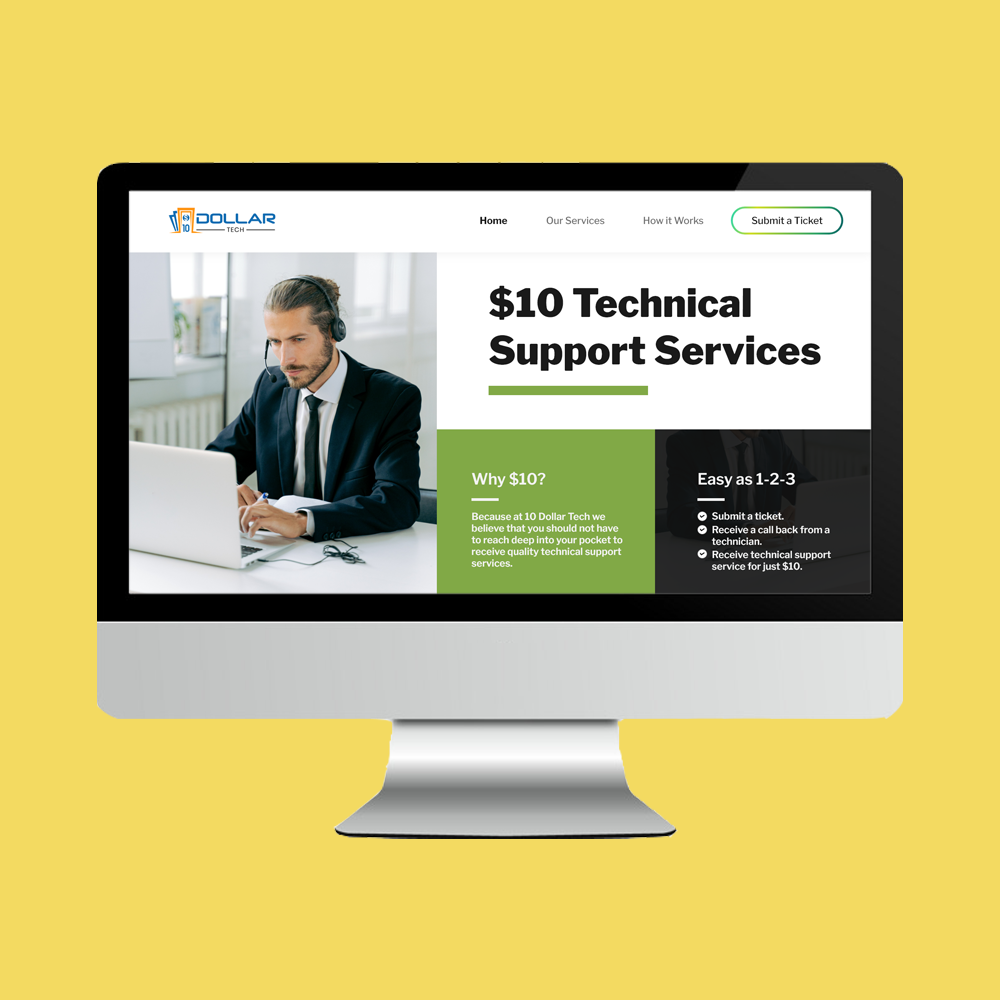 10
DOLLAR
TECH
Home
Our Services
How it Works
Submit a Ticket
$10 Technical
Support Services
Why $10?
Because at 10 Dollar Tech we
believe that you should not have
to reach deep into your pocket to
receive quality technical support
services.
Easy as 1-2-3
Submit a ticket.
Receive a call back from a
technician.
Receive technical support
service for just $10.